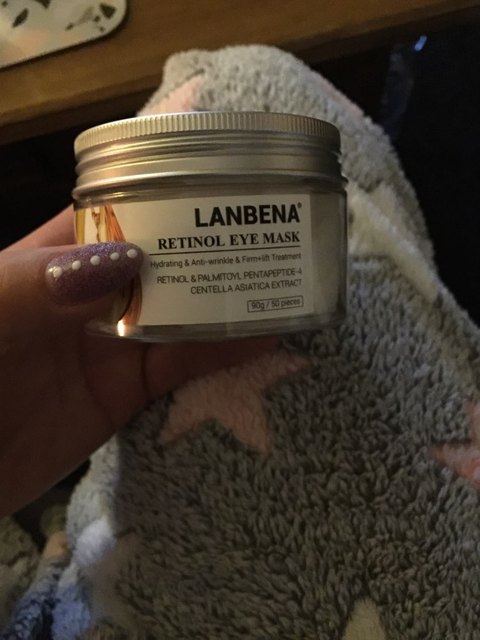 LANBENA®
RETINOL EYE MASK
Hydrating & Anti-wrinkle & Firm+lift Treatment
RETINOL & PALMITOYL PENTAPEPTIDE-4
CENTELLA ASIATICA EXTRACT
90g / 50 pieces